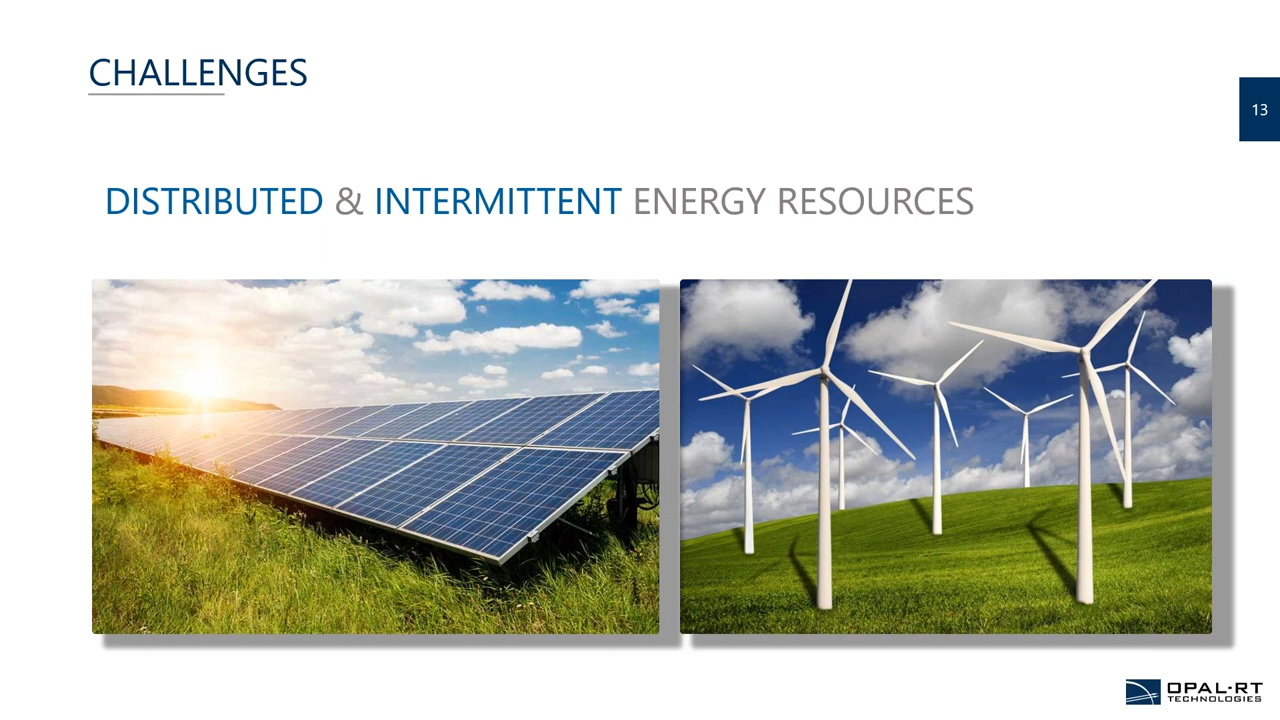 CHALLENGES
13
DISTRIBUTED & INTERMITTENT ENERGY RESOURCES
OPAL-RT
TECHNOLOGIES